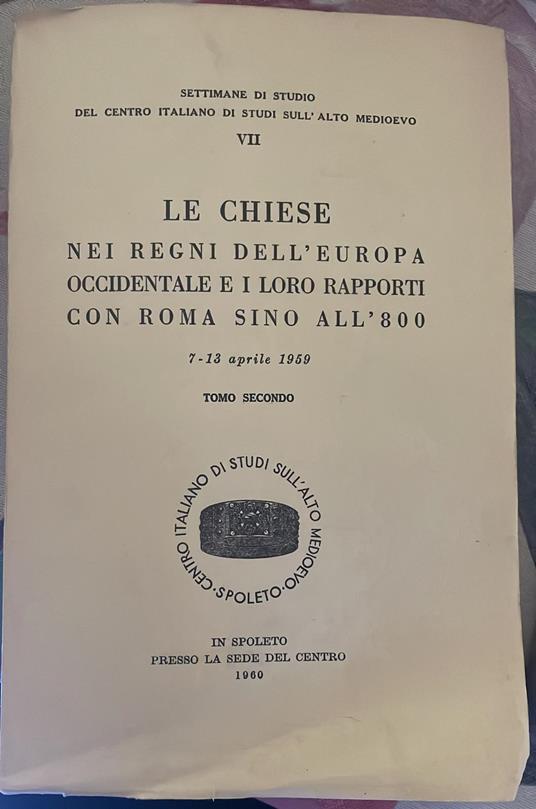 SETTIMANE DI STUDIO
DEL CENTRO ITALIANO DI STUDI SULL'ALTO MEDIOEVO
VII
LE CHIESE
NEI REGNI DELL'EUROPA
OCCIDENTALE E I LORO RAPPORTI
CON ROMA SINO ALL'800
7-13 aprile 1959
TOMO SECONDO
CENTRO ITALIANO DI STUDI SULL'ALTO MEDIOEVO
· SPOLETO ·
IN SPOLETO
PRESSO LA SEDE DEL CENTRO
1960